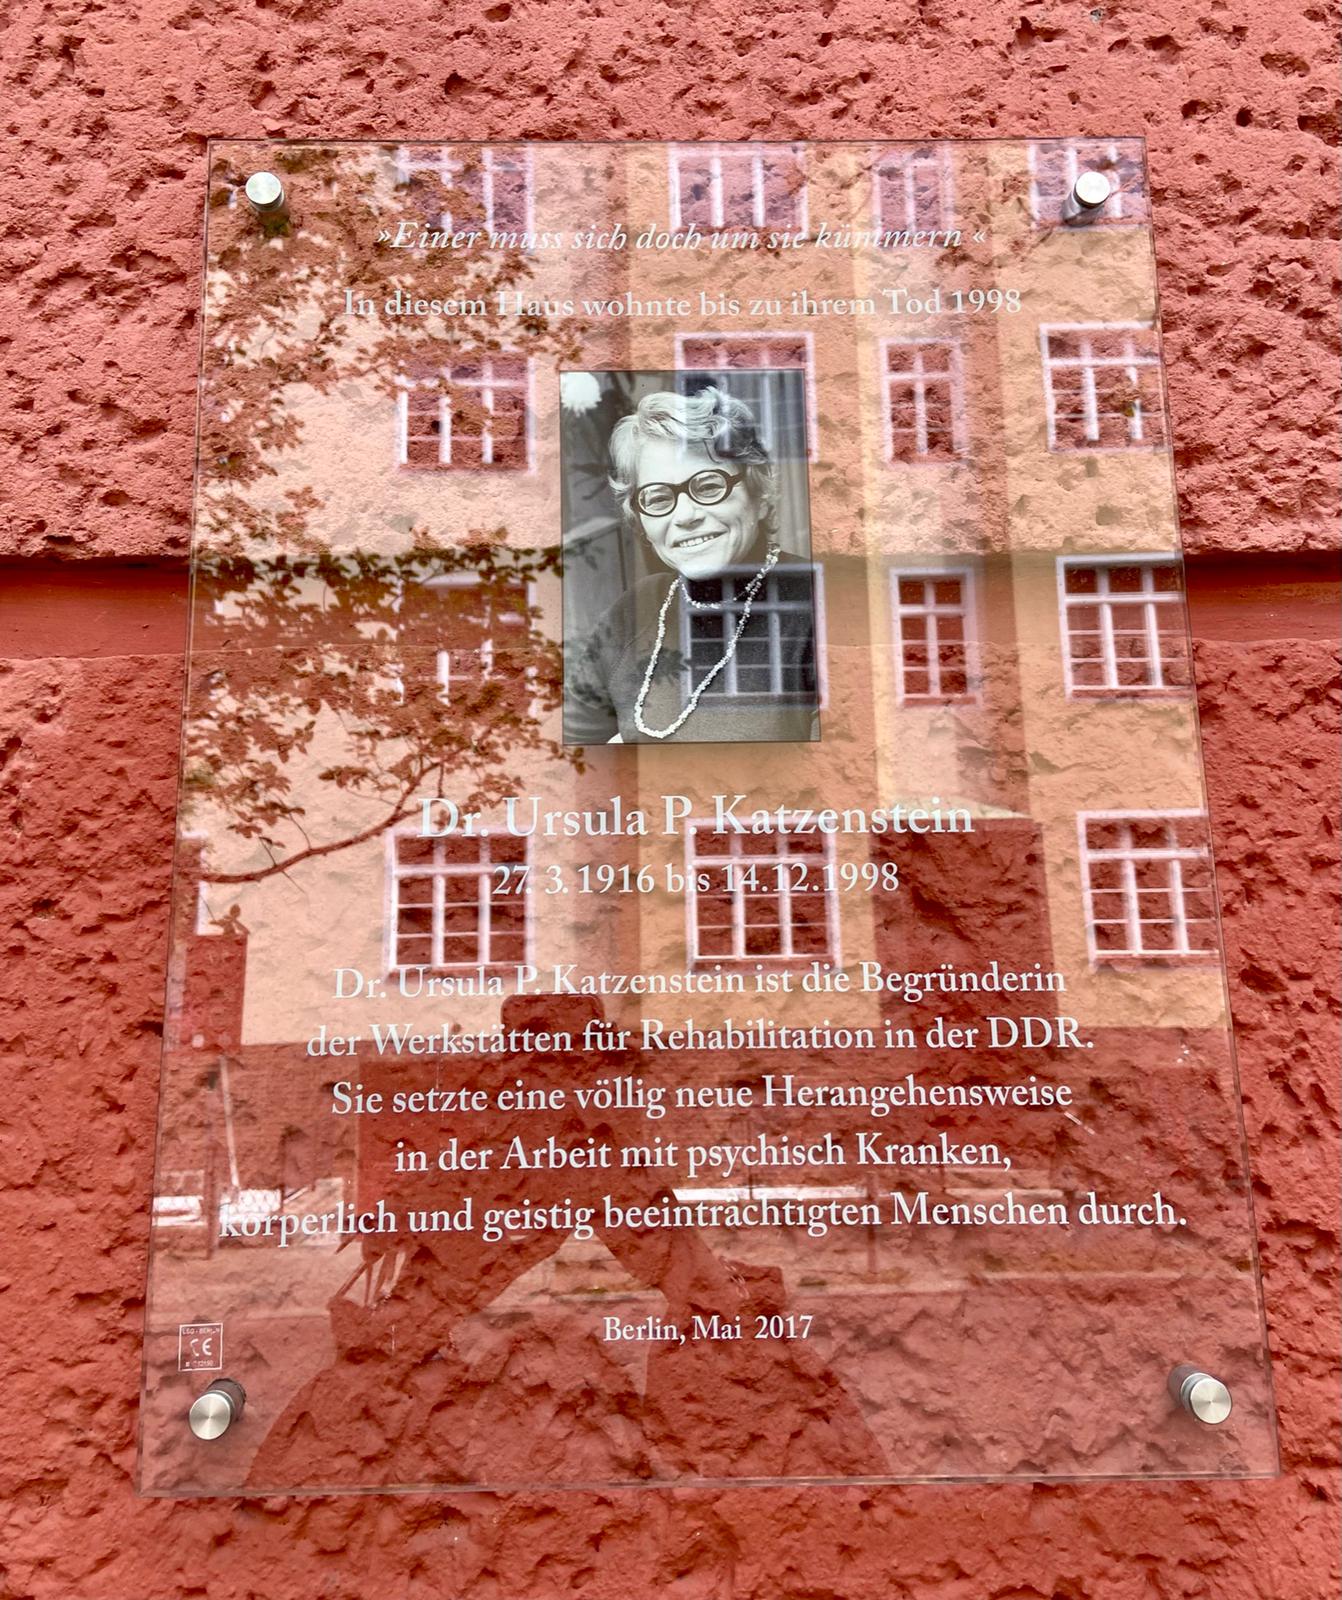 »Einer muss sich doch um sie kümmern «
In diesem Haus wohnte bis zu ihrem Tod 1998
Dr. Ursula P. Katzenstein
27. 3. 1916 bis 14.12.1998
Dr. Ursula P. Katzenstein ist die Begründerin
der Werkstätten für Rehabilitation in der DDR.
Sie setzte eine völlig neue Herangehensweise
in der Arbeit mit psychisch Kranken,
körperlich und geistig beeinträchtigten Menschen durch.
Berlin, Mai 2017
CE